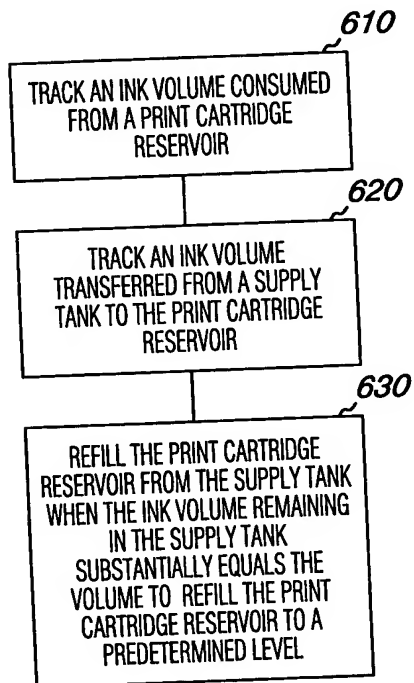 610
TRACK AN INK VOLUME CONSUMED
FROM A PRINT CARTRIDGE
RESERVOIR
620
TRACK AN INK VOLUME
TRANSFERRED FROM A SUPPLY
TANK TO THE PRINT CARTRIDGE
RESERVOIR
630
REFILL THE PRINT CARTRIDGE
RESERVOIR FROM THE SUPPLY TANK
WHEN THE INK VOLUME REMAINING
IN THE SUPPLY TANK
SUBSTANTIALLY EQUALS THE
VOLUME TO REFILL THE PRINT
CARTRIDGE RESERVOIR TO A
PREDETERMINED LEVEL